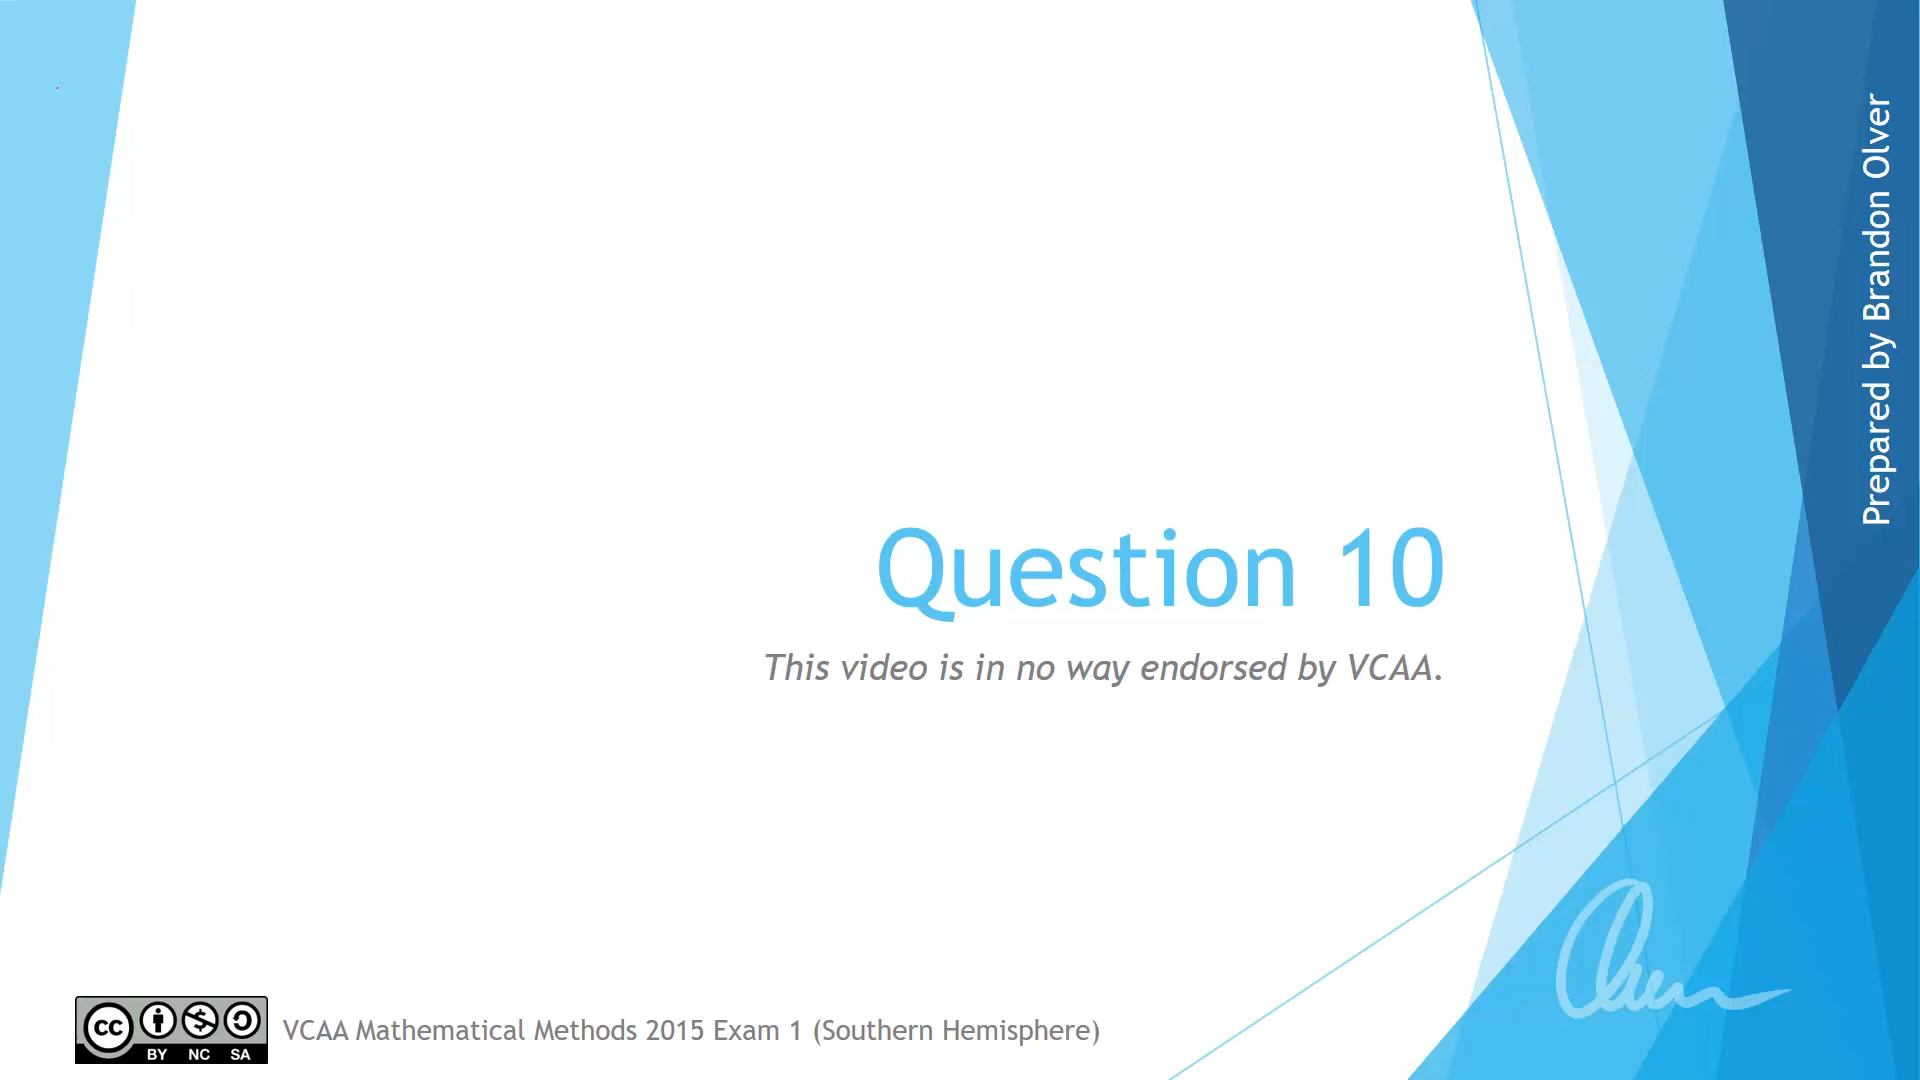 Prepared by Brandon Olver
Question 10
This video is in no way endorsed by VCAA.
cc
BY NC SA
VCAA Mathematical Methods 2015 Exam 1 (Southern Hemisphere)